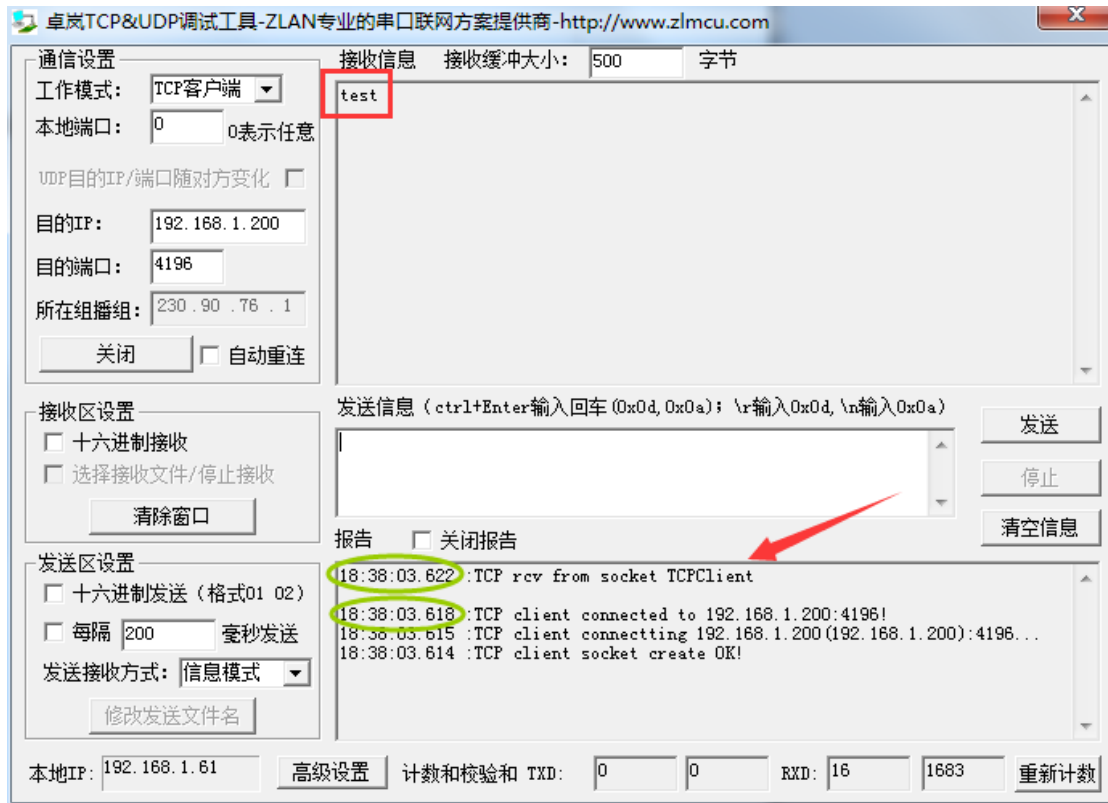 卓岚TCP&UDP调试工具-ZLAN专业的串口联网方案提供商-http://www.zlmcu.com
通信设置
工作模式： TCP客户端
本地端口： 0 0表示任意
UDP目的IP/端口随对方变化
目的IP： 192.168.1.200
目的端口： 4196
所在组播组： 230 . 90 . 76 . 1
关闭 自动重连
接收区设置
十六进制接收
选择接收文件/停止接收
清除窗口
发送区设置
十六进制发送（格式01 02）
每隔 200 毫秒发送
发送接收方式： 信息模式
修改发送文件名
接收信息 接收缓冲大小： 500 字节
test
发送信息（ctrl+Enter输入回车(0x0d,0x0a)；\r输入0x0d,\n输入0x0a）
发送
停止
清空信息
报告 关闭报告
18:38:03.622 :TCP rcv from socket TCPClient
18:38:03.618 :TCP client connected to 192.168.1.200:4196!
18:38:03.615 :TCP client connectting 192.168.1.200(192.168.1.200):4196...
18:38:03.614 :TCP client socket create OK!
本地IP: 192.168.1.61 高级设置 计数和校验和 TXD: 0 0 RXD: 16 1683 重新计数